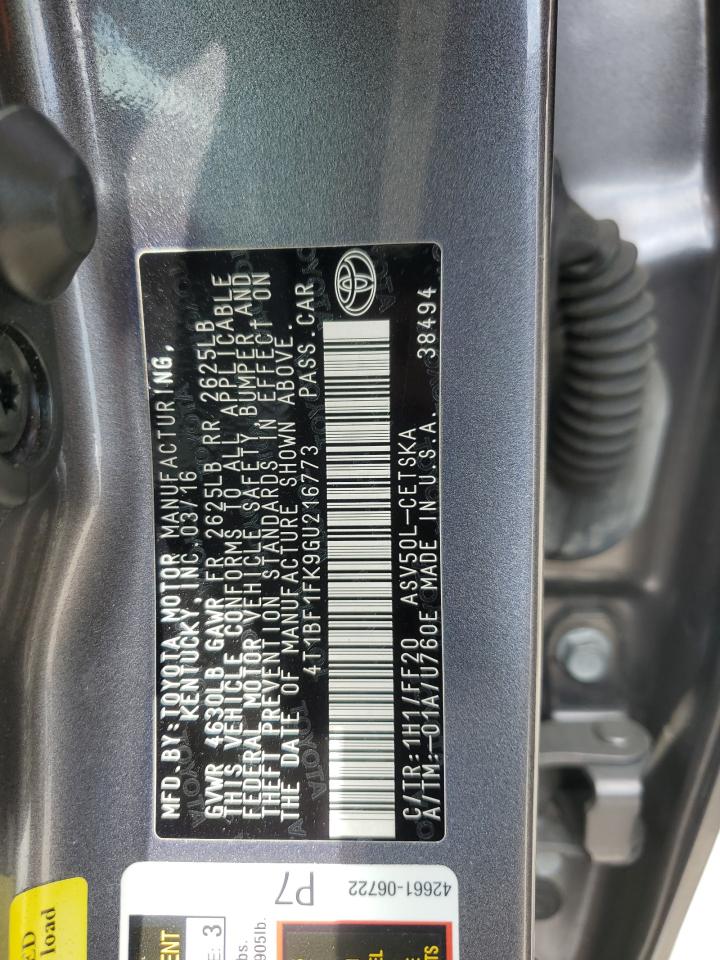 MFD.BY:TOYOTA MOTOR MANUFACTURING,
KENTUCKY, INC. 03/16
GVWR 4630LB GAWR FR 2625LB RR 2625LB
THIS VEHICLE CONFORMS TO ALL APPLICABLE
FEDERAL MOTOR VEHICLE SAFETY, BUMPER, AND
THEFT PREVENTION STANDARDS IN EFFECT ON
THE DATE OF MANUFACTURE SHOWN ABOVE.
4T1BF1FK9GU216773 PASS.CAR
C/TR:1H1/FF20 ASV50L-CETSKA
A/TM:-01A/U760E MADE IN U.S.A. 38494
P7
42661-06722
load
3
905lb.